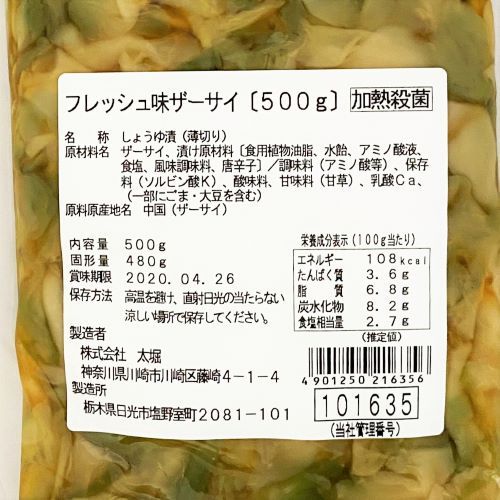 フレッシュ味ザーサイ〔500g〕 加熱殺菌
名 称 しょうゆ漬(薄切り)
原材料名 ザーサイ、漬け原材料〔食用植物油脂、水飴、アミノ酸液、
食塩、風味調味料、唐辛子〕／調味料(アミノ酸等)、保存
料(ソルビン酸K)、酸味料、甘味料(甘草)、乳酸Ca、
(一部にごま・大豆を含む)
原料原産地名 中国(ザーサイ)
内容量 500g
固形量 480g
賞味期限 2020.04.26
保存方法 高温を避け、直射日光の当たらない
涼しい場所で保存してください。
栄養成分表示(100g当たり)
エネルギー 108kcal
たんぱく質 3.6g
脂質 6.8g
炭水化物 8.2g
食塩相当量 2.7g
(推定値)
製造者
株式会社 太堀
神奈川県川崎市川崎区藤崎4-1-4
製造所
栃木県日光市塩野室町2081-101
4901250216356
101635
(当社管理番号)